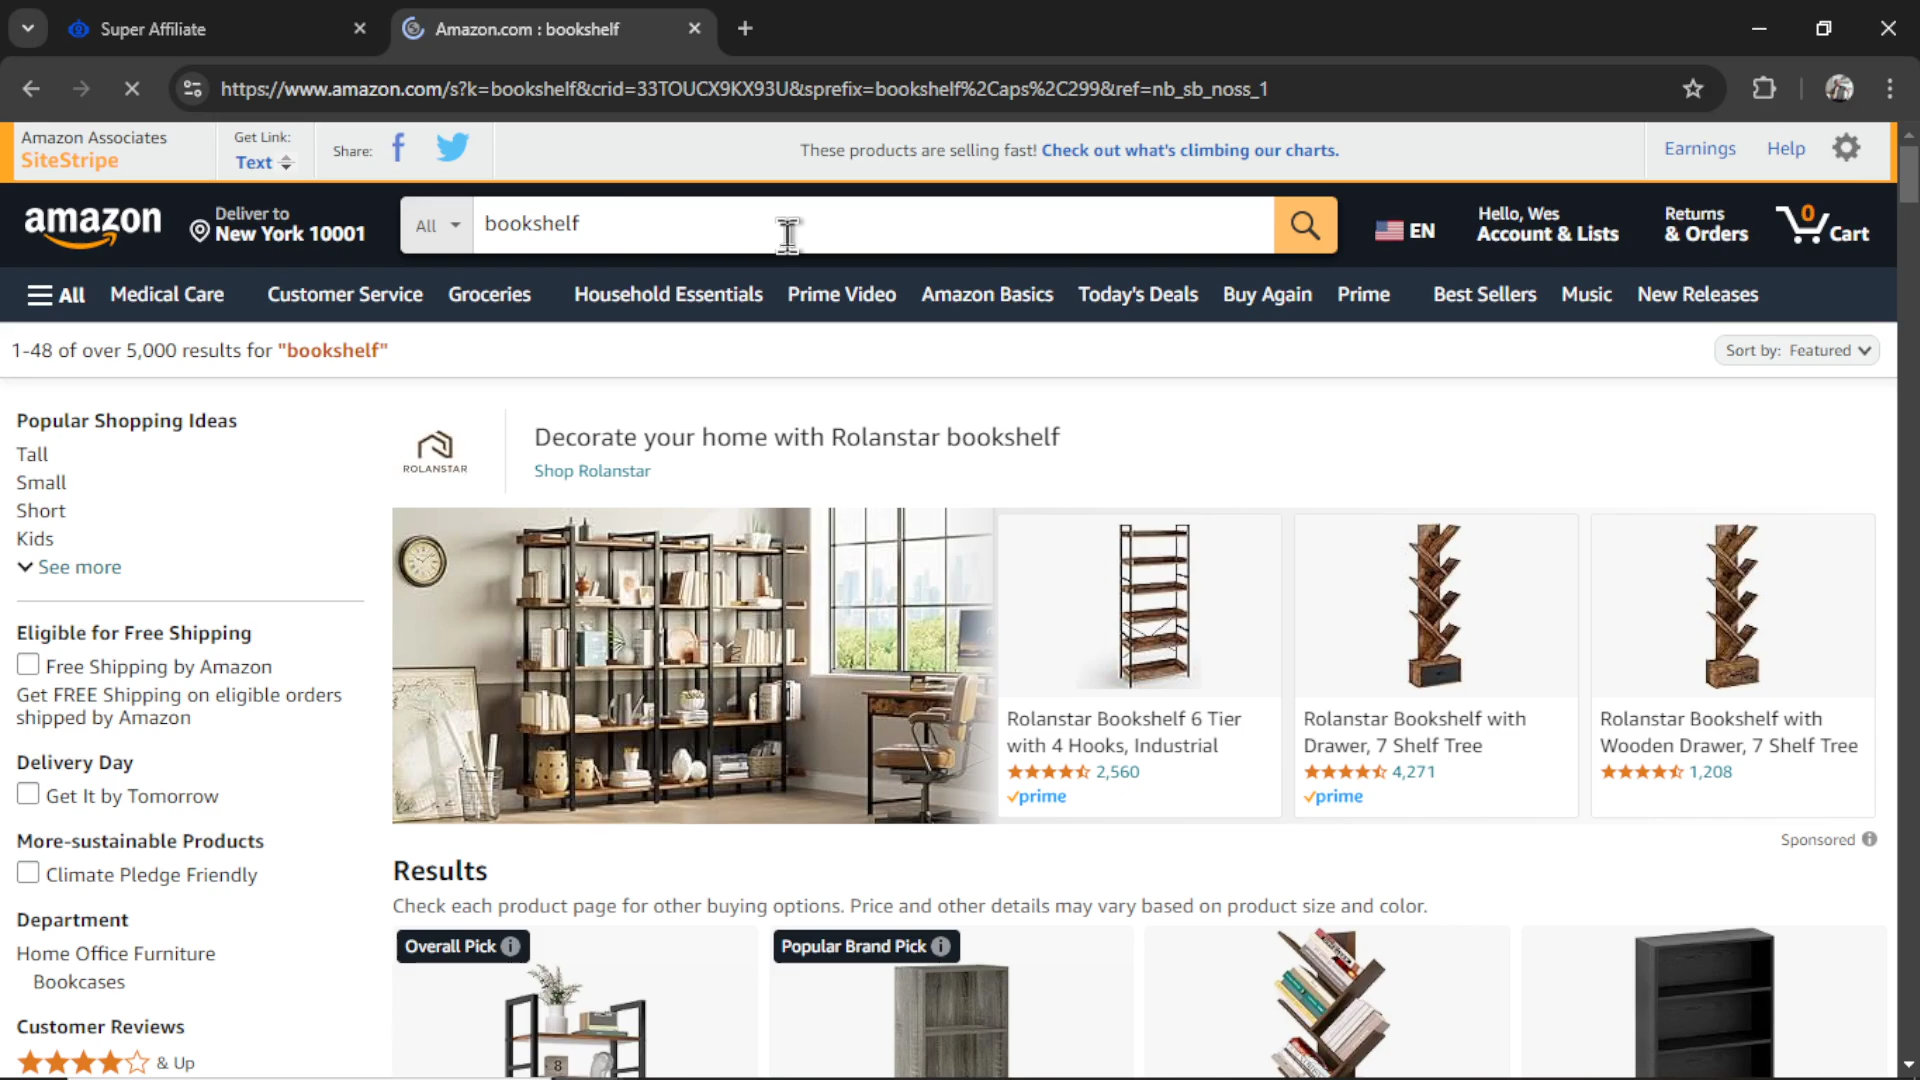 Super Affiliate
Amazon.com : bookshelf
https://www.amazon.com/s?k=bookshelf&crid=33TOUCX9KX93U&sprefix=bookshelf%2Caps%2C299&ref=nb_sb_noss_1
Amazon Associates
SiteStripe
Get Link:
Text
Share:
These products are selling fast! Check out what's climbing our charts.
Earnings
Help
amazon
Deliver to
New York 10001
All
bookshelf
EN
Hello, Wes
Account & Lists
Returns
& Orders
0
Cart
All
Medical Care
Customer Service
Groceries
Household Essentials
Prime Video
Amazon Basics
Today's Deals
Buy Again
Prime
Best Sellers
Music
New Releases
1-48 of over 5,000 results for "bookshelf"
Sort by: Featured
Popular Shopping Ideas
Tall
Small
Short
Kids
See more
Eligible for Free Shipping
Free Shipping by Amazon
Get FREE Shipping on eligible orders
shipped by Amazon
Delivery Day
Get It by Tomorrow
More-sustainable Products
Climate Pledge Friendly
Department
Home Office Furniture
Bookcases
Customer Reviews
& Up
ROLANSTAR
Decorate your home with Rolanstar bookshelf
Shop Rolanstar
Rolanstar Bookshelf 6 Tier
with 4 Hooks, Industrial
2,560
prime
Rolanstar Bookshelf with
Drawer, 7 Shelf Tree
4,271
prime
Rolanstar Bookshelf with
Wooden Drawer, 7 Shelf Tree
1,208
Sponsored
Results
Check each product page for other buying options. Price and other details may vary based on product size and color.
Overall Pick
Popular Brand Pick
8